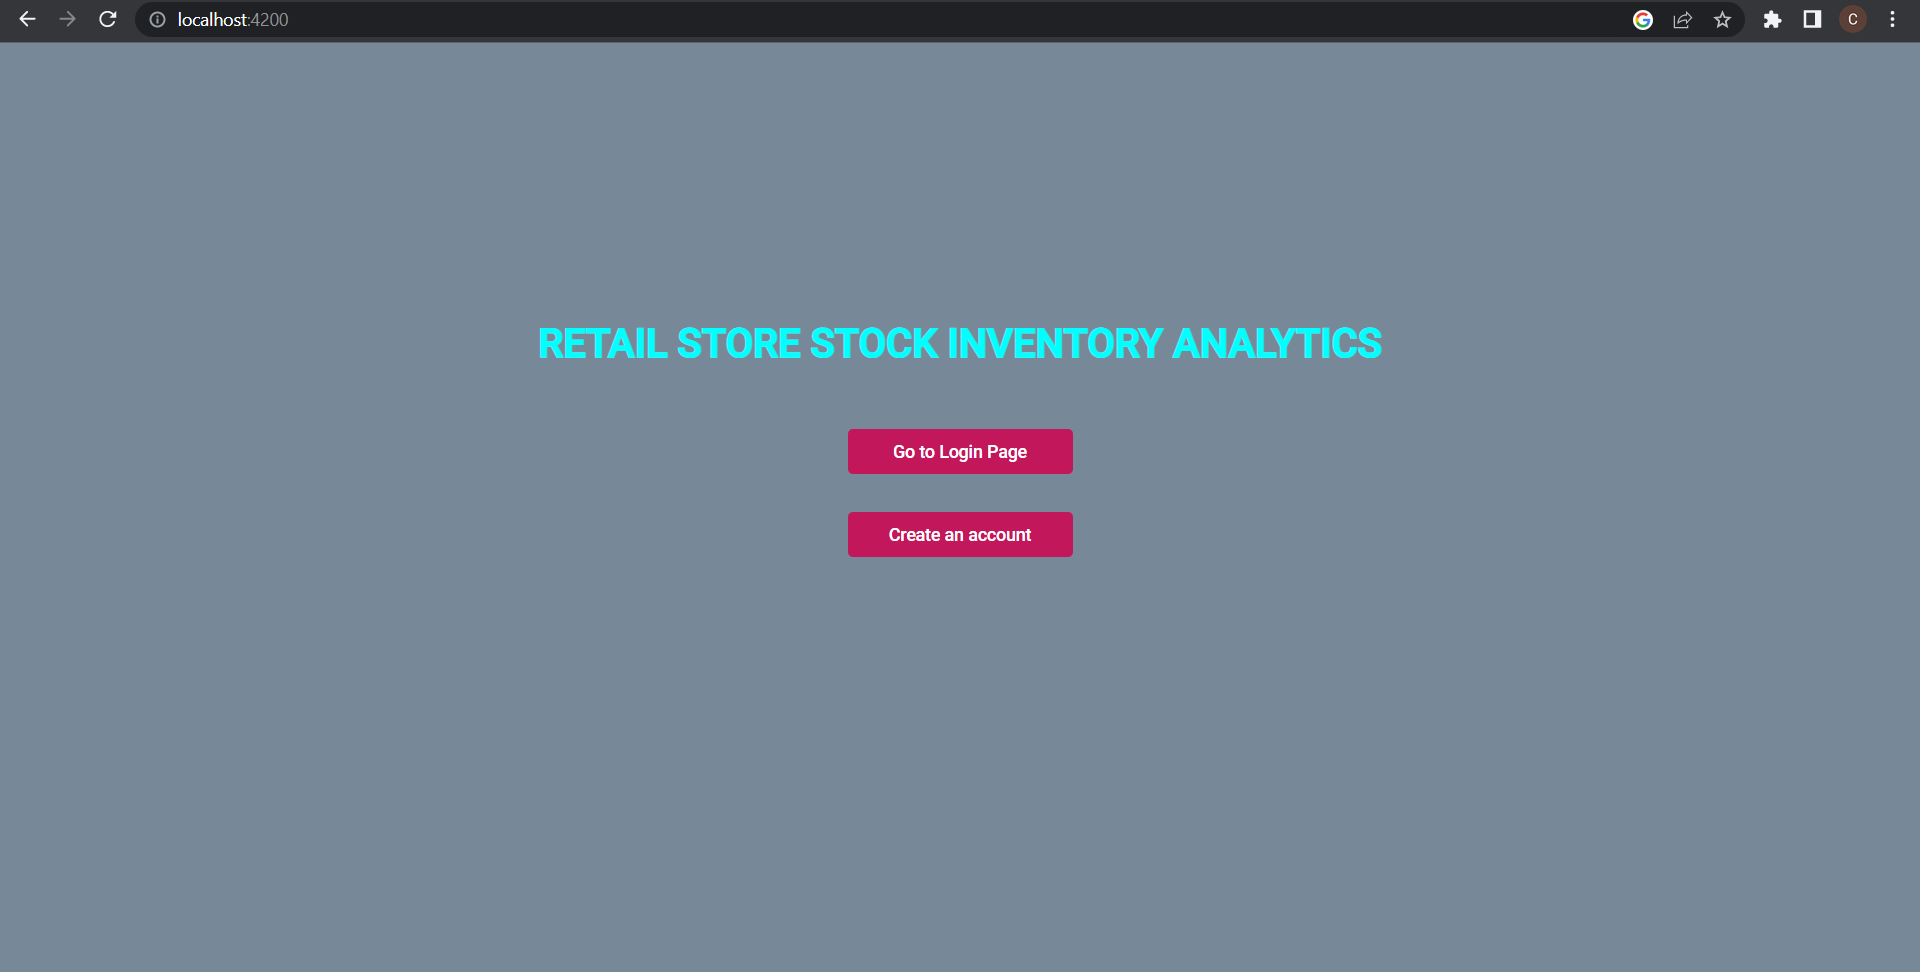 localhost:4200
C
RETAIL STORE STOCK INVENTORY ANALYTICS
Go to Login Page
Create an account